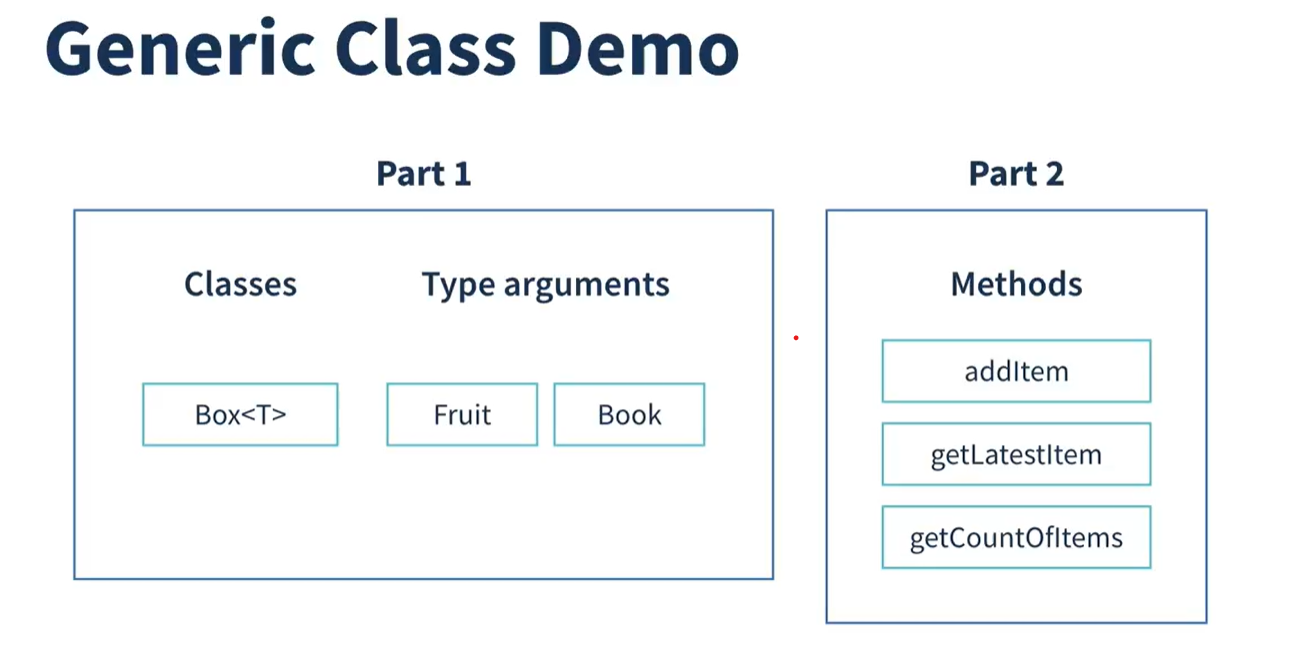 Generic Class Demo
Part 1
Classes
Type arguments
Box<T>
Fruit
Book
Part 2
Methods
addItem
getLatestItem
getCountOfItems